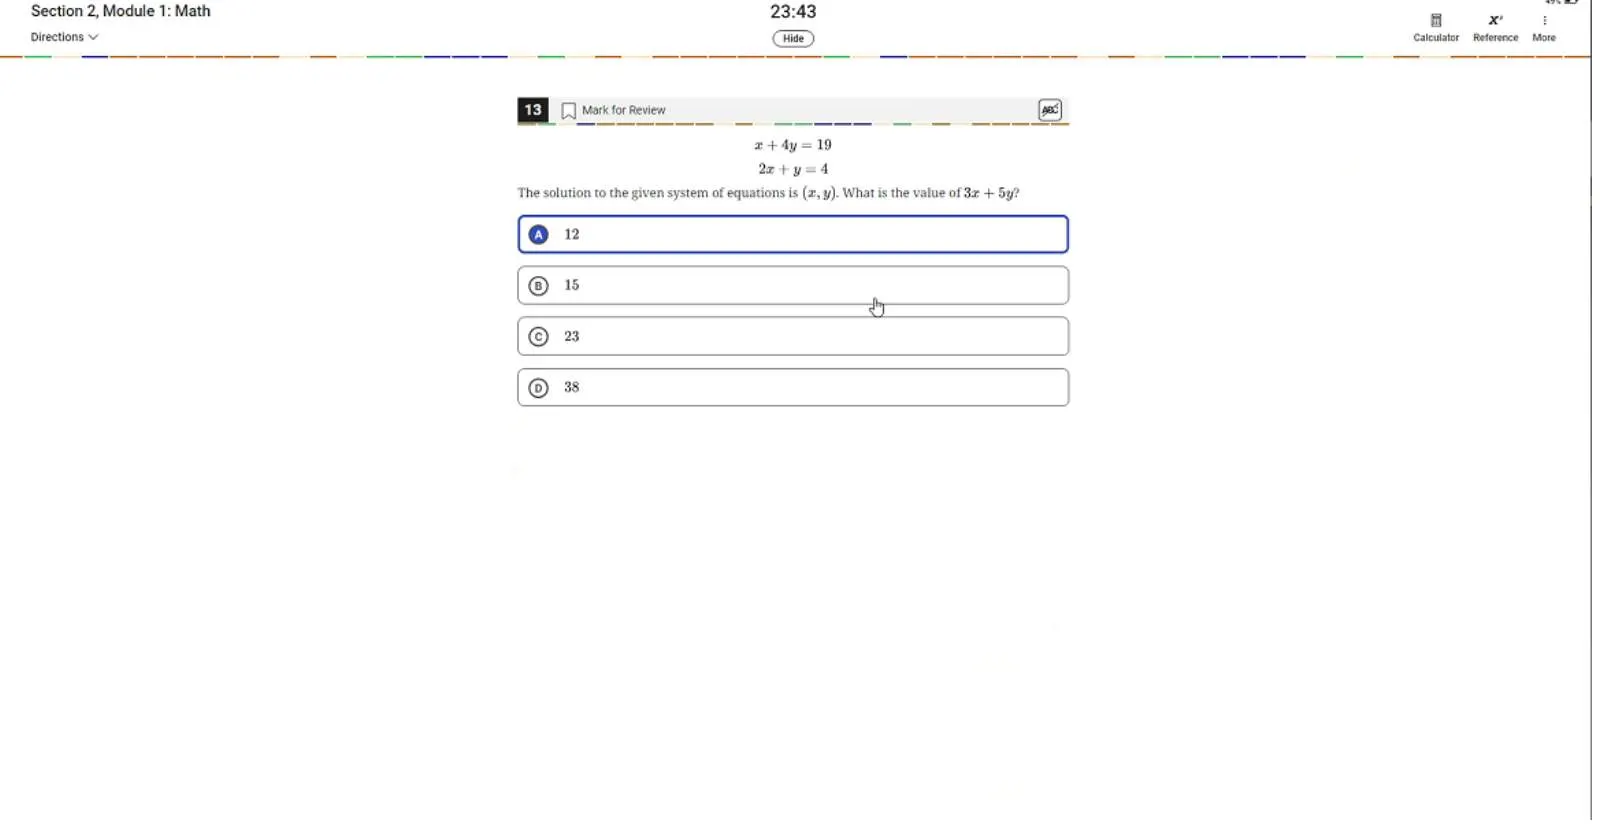 Section 2, Module 1: Math
Directions
23:43
Hide
Calculator
Reference
More
13
Mark for Review
ABC
x + 4y = 19
2x + y = 4
The solution to the given system of equations is (x, y). What is the value of 3x + 5y?
A 12
B 15
C 23
D 38